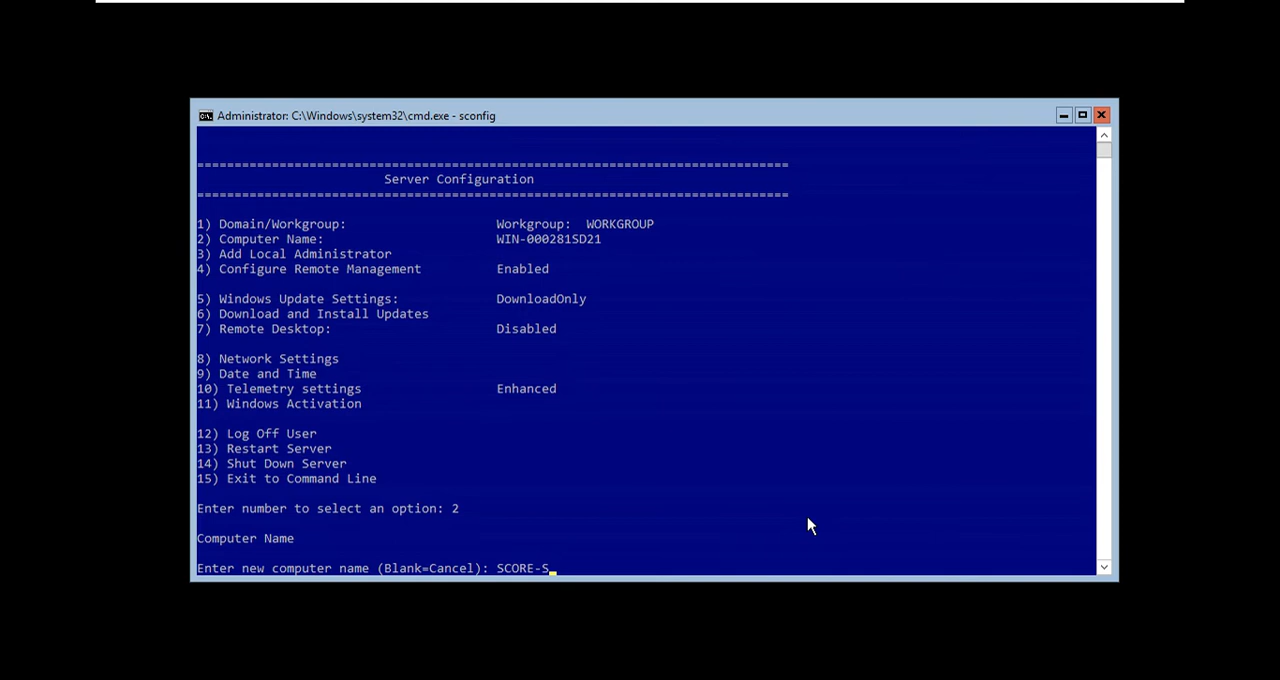 Administrator: C:\Windows\system32\cmd.exe - sconfig
===============================================================================
Server Configuration
===============================================================================
1) Domain/Workgroup: Workgroup: WORKGROUP
2) Computer Name: WIN-000281SD21
3) Add Local Administrator
4) Configure Remote Management Enabled
5) Windows Update Settings: DownloadOnly
6) Download and Install Updates
7) Remote Desktop: Disabled
8) Network Settings
9) Date and Time
10) Telemetry settings Enhanced
11) Windows Activation
12) Log Off User
13) Restart Server
14) Shut Down Server
15) Exit to Command Line
Enter number to select an option: 2
Computer Name
Enter new computer name (Blank=Cancel): SCORE-S_